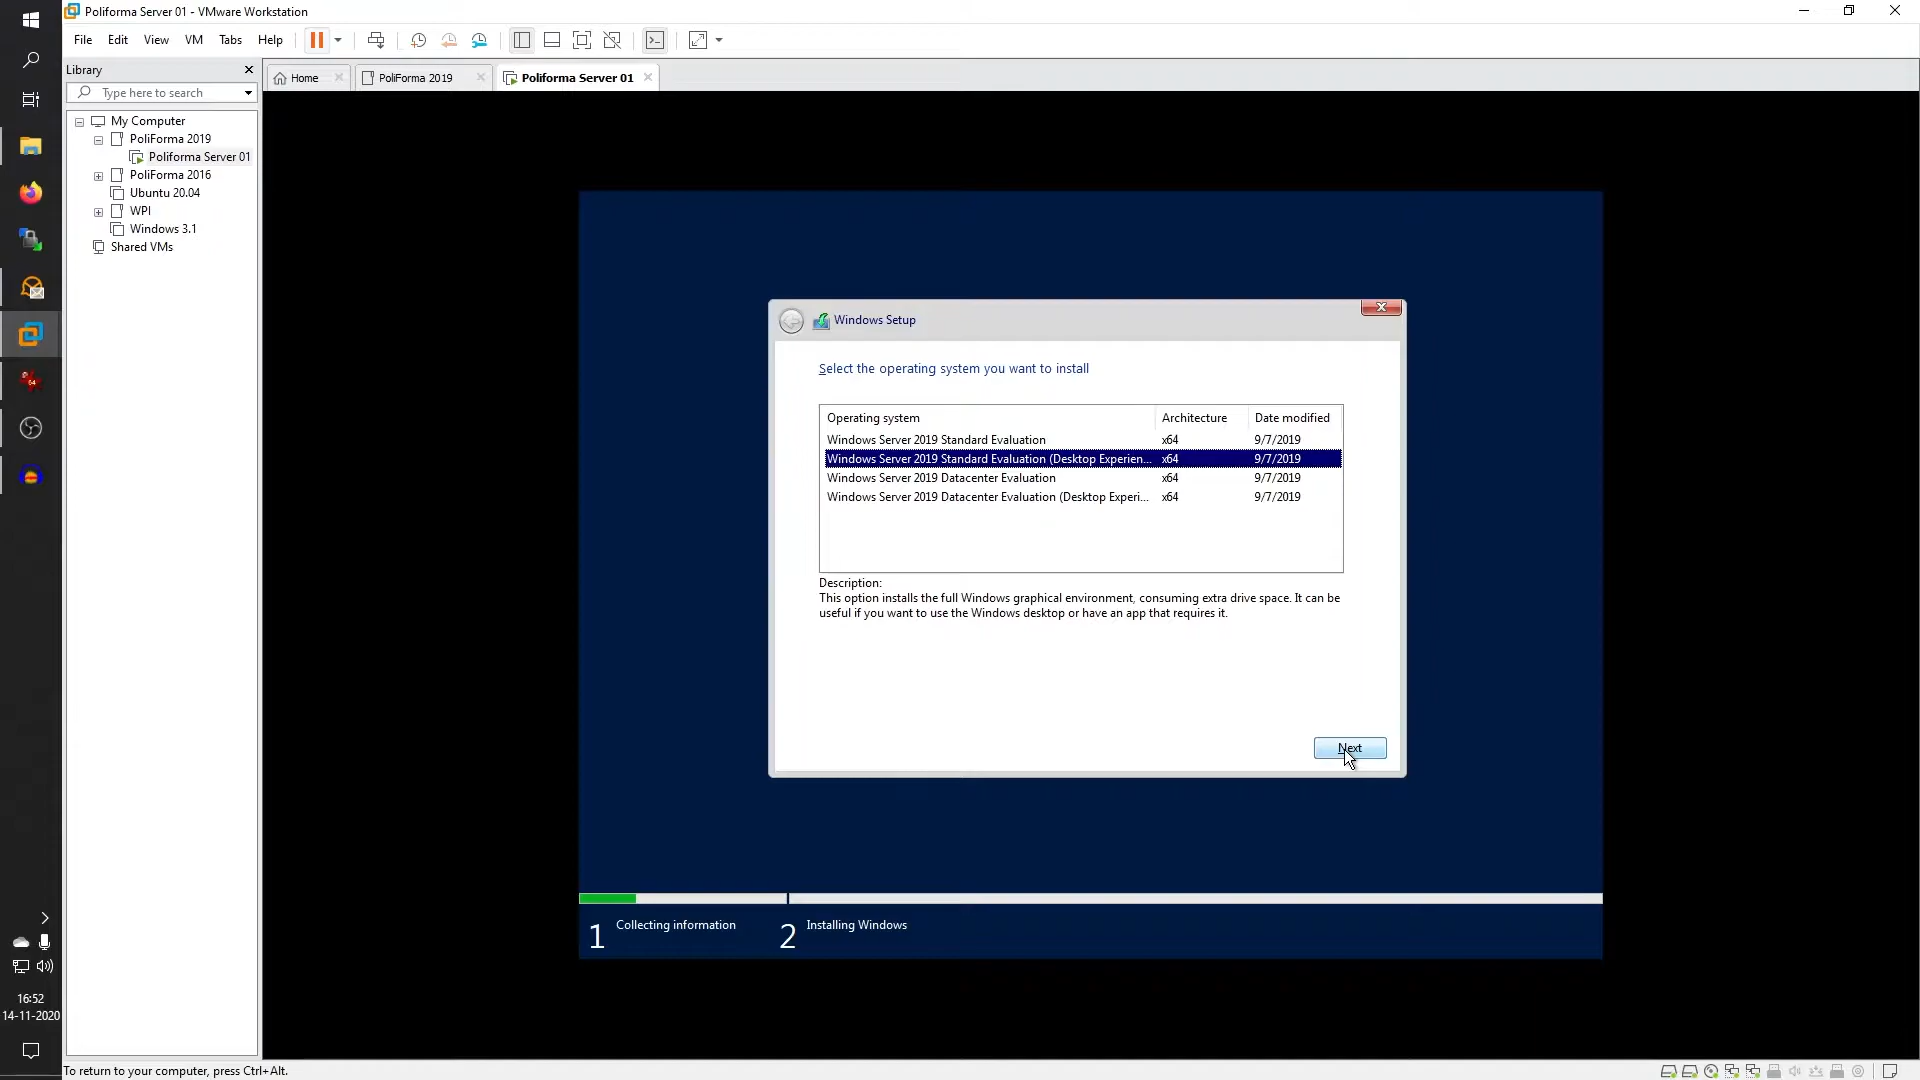 Poliforma Server 01 - VMware Workstation
File Edit View VM Tabs Help
Library
Home
PoliForma 2019
Poliforma Server 01
Type here to search
My Computer
PoliForma 2019
Poliforma Server 01
PoliForma 2016
Ubuntu 20.04
WPI
Windows 3.1
Shared VMs
Windows Setup
Select the operating system you want to install
Operating system Architecture Date modified
Windows Server 2019 Standard Evaluation x64 9/7/2019
Windows Server 2019 Standard Evaluation (Desktop Experien... x64 9/7/2019
Windows Server 2019 Datacenter Evaluation x64 9/7/2019
Windows Server 2019 Datacenter Evaluation (Desktop Experi... x64 9/7/2019
Description:
This option installs the full Windows graphical environment, consuming extra drive space. It can be
useful if you want to use the Windows desktop or have an app that requires it.
Next
1 Collecting information
2 Installing Windows
64
16:52
14-11-2020
To return to your computer, press Ctrl+Alt.